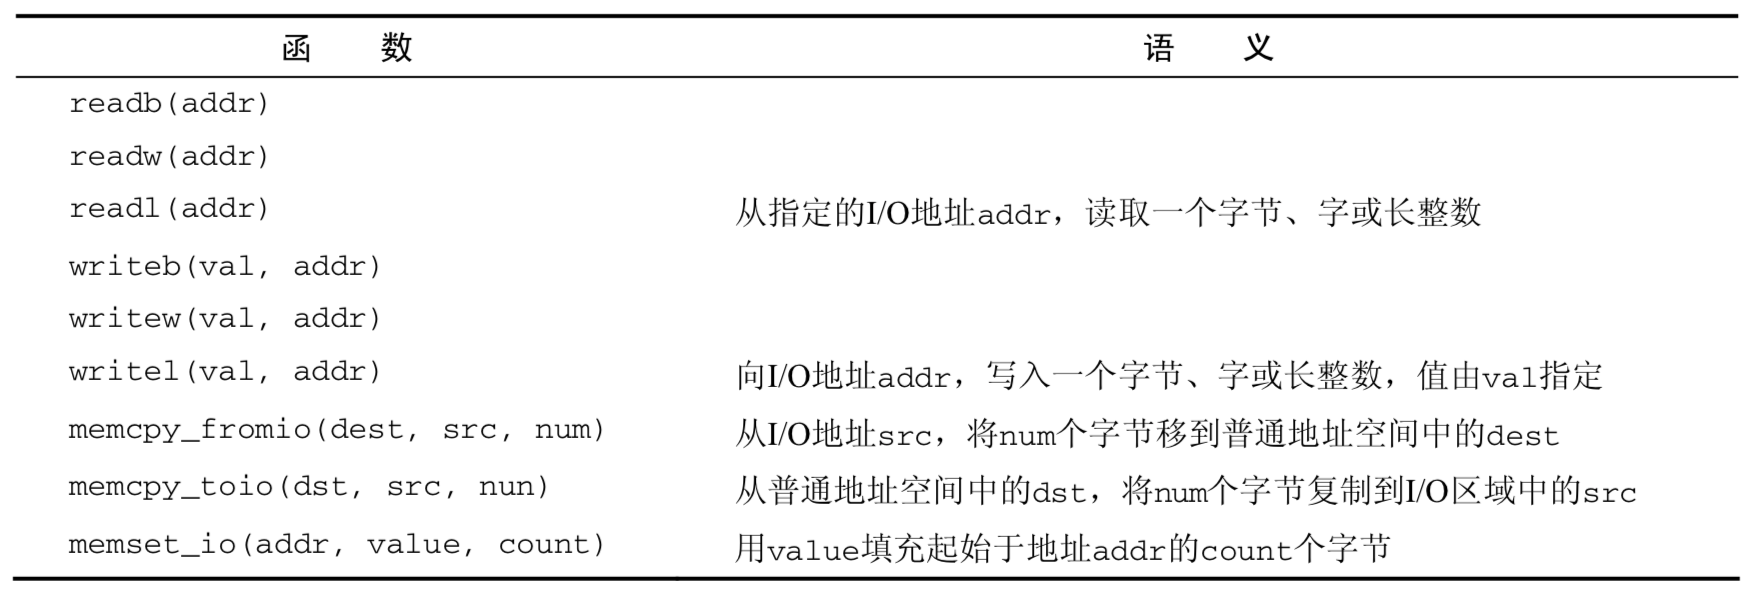 函 数 语 义
readb(addr)
readw(addr)
readl(addr) 从指定的I/O地址addr，读取一个字节、字或长整数
writeb(val, addr)
writew(val, addr)
writel(val, addr) 向I/O地址addr，写入一个字节、字或长整数，值由val指定
memcpy_fromio(dest, src, num) 从I/O地址src，将num个字节移到普通地址空间中的dest
memcpy_toio(dst, src, nun) 从普通地址空间中的dst，将num个字节复制到I/O区域中的src
memset_io(addr, value, count) 用value填充起始于地址addr的count个字节